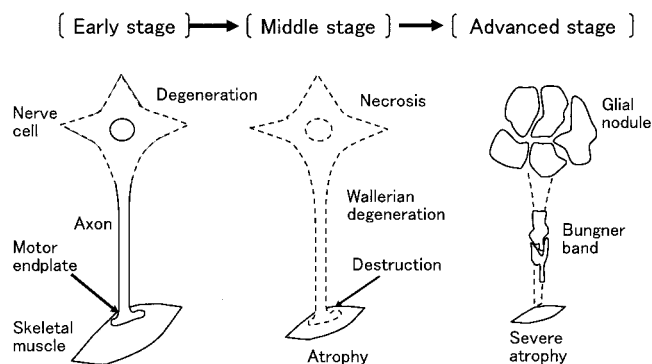 [ Early stage ] → [ Middle stage ] → [ Advanced stage ]
Degeneration
Nerve
cell
Axon
Motor
endplate
Skeletal
muscle
Necrosis
Wallerian
degeneration
Destruction
Atrophy
Glial
nodule
Bungner
band
Severe
atrophy